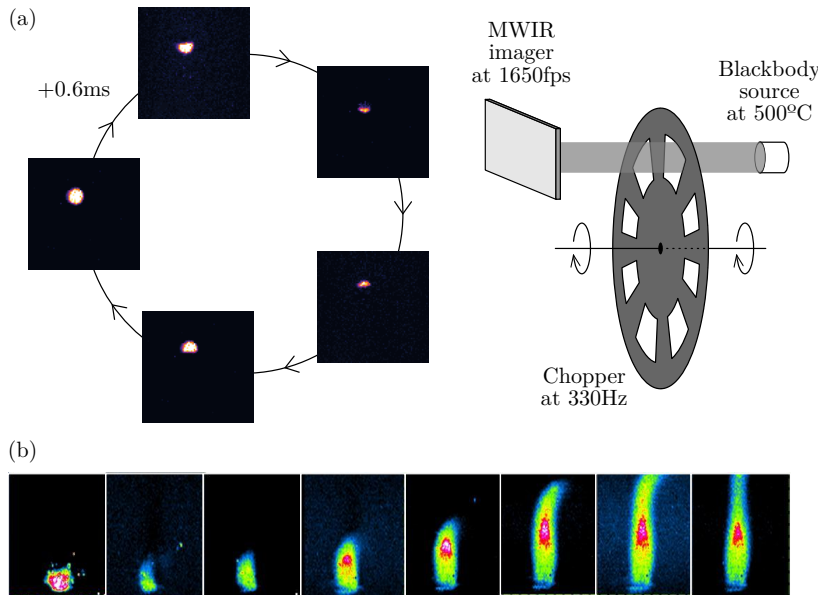 (a)
+0.6ms
MWIR
imager
at 1650fps
Blackbody
source
at 500ºC
Chopper
at 330Hz
(b)